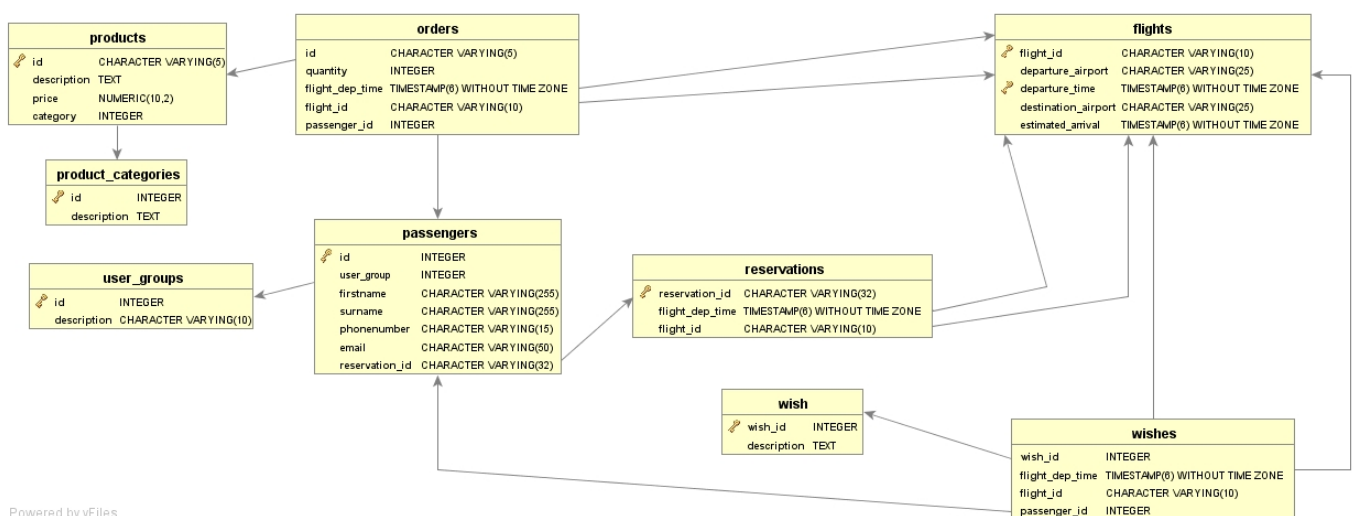 products
id CHARACTER VARYING(5)
description TEXT
price NUMERIC(10,2)
category INTEGER
orders
id CHARACTER VARYING(5)
quantity INTEGER
flight_dep_time TIMESTAMP(6) WITHOUT TIME ZONE
flight_id CHARACTER VARYING(10)
passenger_id INTEGER
flights
flight_id CHARACTER VARYING(10)
departure_airport CHARACTER VARYING(25)
departure_time TIMESTAMP(6) WITHOUT TIME ZONE
destination_airport CHARACTER VARYING(25)
estimated_arrival TIMESTAMP(6) WITHOUT TIME ZONE
product_categories
id INTEGER
description TEXT
user_groups
id INTEGER
description CHARACTER VARYING(10)
passengers
id INTEGER
user_group INTEGER
firstname CHARACTER VARYING(255)
surname CHARACTER VARYING(255)
phonenumber CHARACTER VARYING(15)
email CHARACTER VARYING(50)
reservation_id CHARACTER VARYING(32)
reservations
reservation_id CHARACTER VARYING(32)
flight_dep_time TIMESTAMP(6) WITHOUT TIME ZONE
flight_id CHARACTER VARYING(10)
wish
wish_id INTEGER
description TEXT
wishes
wish_id INTEGER
flight_dep_time TIMESTAMP(6) WITHOUT TIME ZONE
flight_id CHARACTER VARYING(10)
passenger_id INTEGER
Powered by yFiles